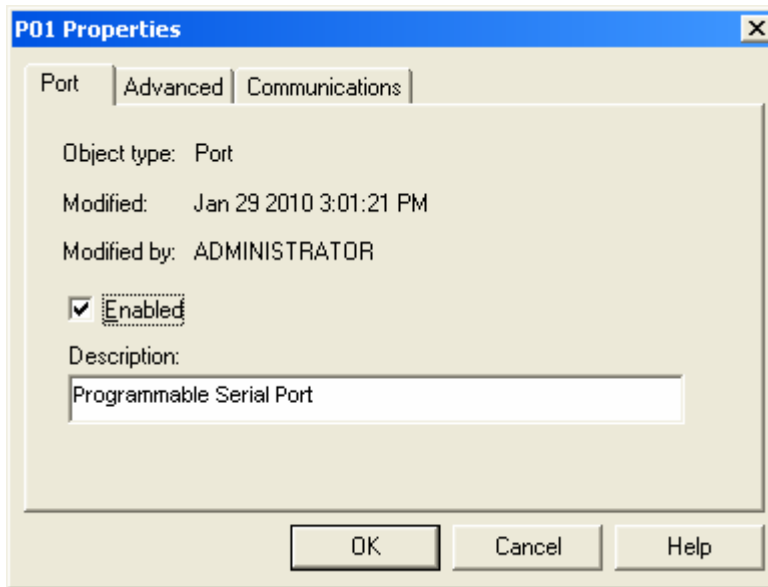 P01 Properties
Port Advanced Communications
Object type: Port
Modified: Jan 29 2010 3:01:21 PM
Modified by: ADMINISTRATOR
Enabled
Description:
Programmable Serial Port
OK Cancel Help